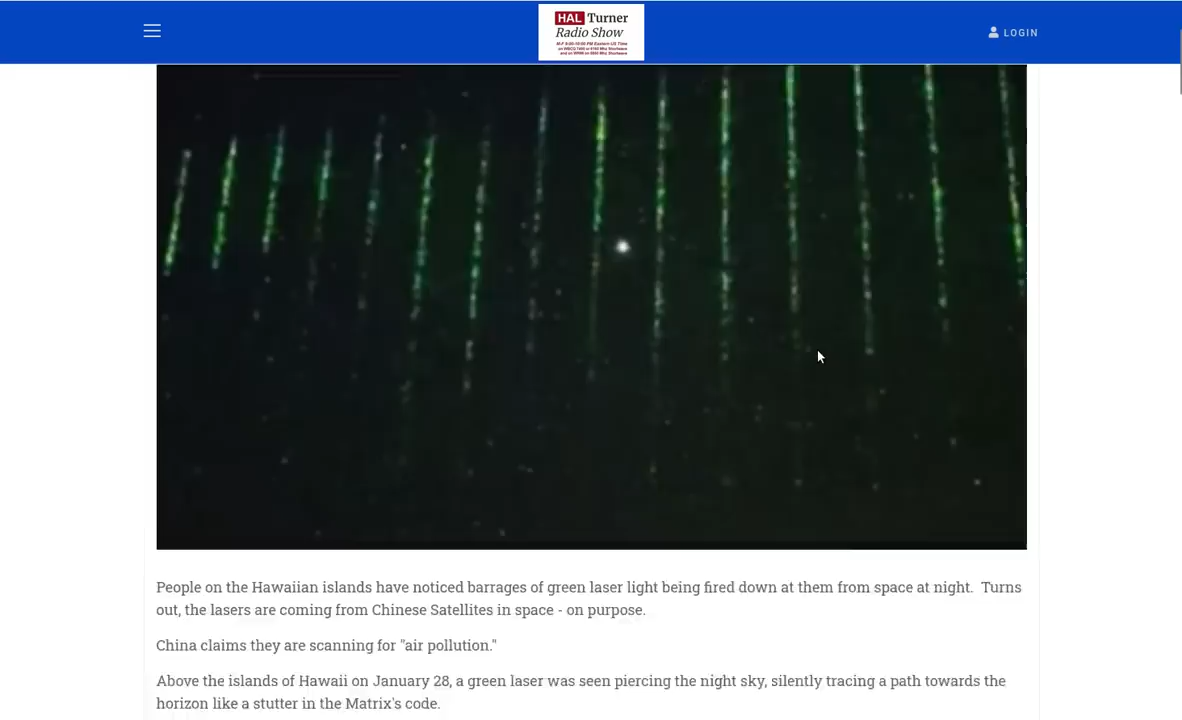 HAL Turner
Radio Show
LOGIN
People on the Hawaiian islands have noticed barrages of green laser light being fired down at them from space at night.  Turns
out, the lasers are coming from Chinese Satellites in space - on purpose.
China claims they are scanning for "air pollution."
Above the islands of Hawaii on January 28, a green laser was seen piercing the night sky, silently tracing a path towards the
horizon like a stutter in the Matrix's code.